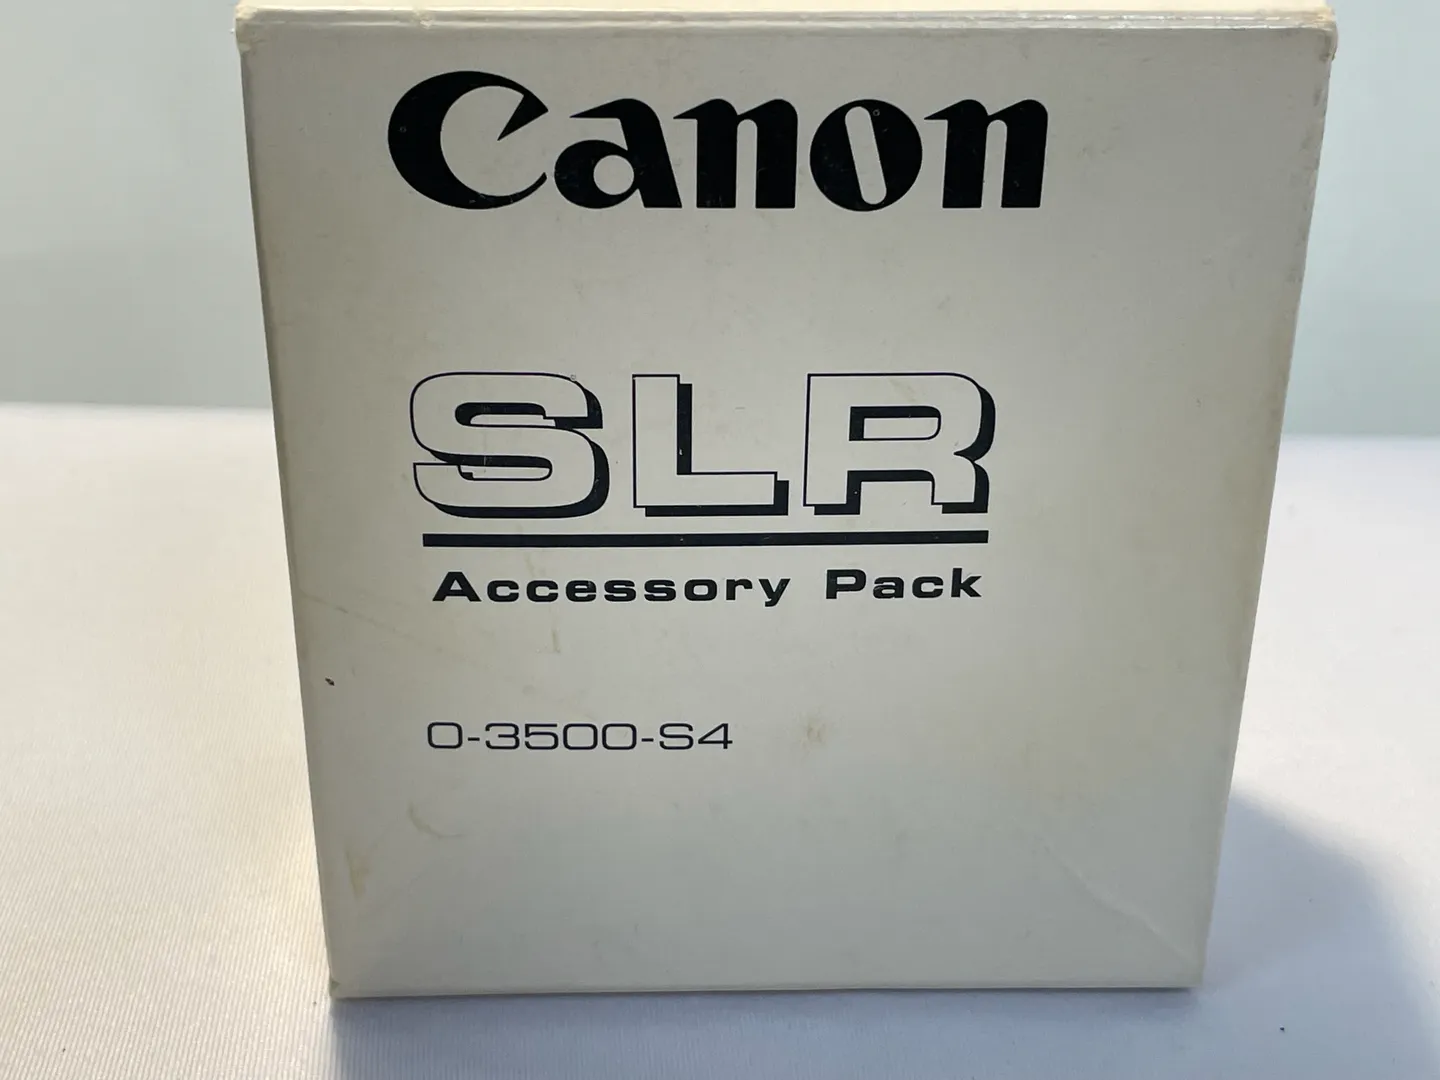 Canon
SLR
Accessory Pack
0-3500-S4